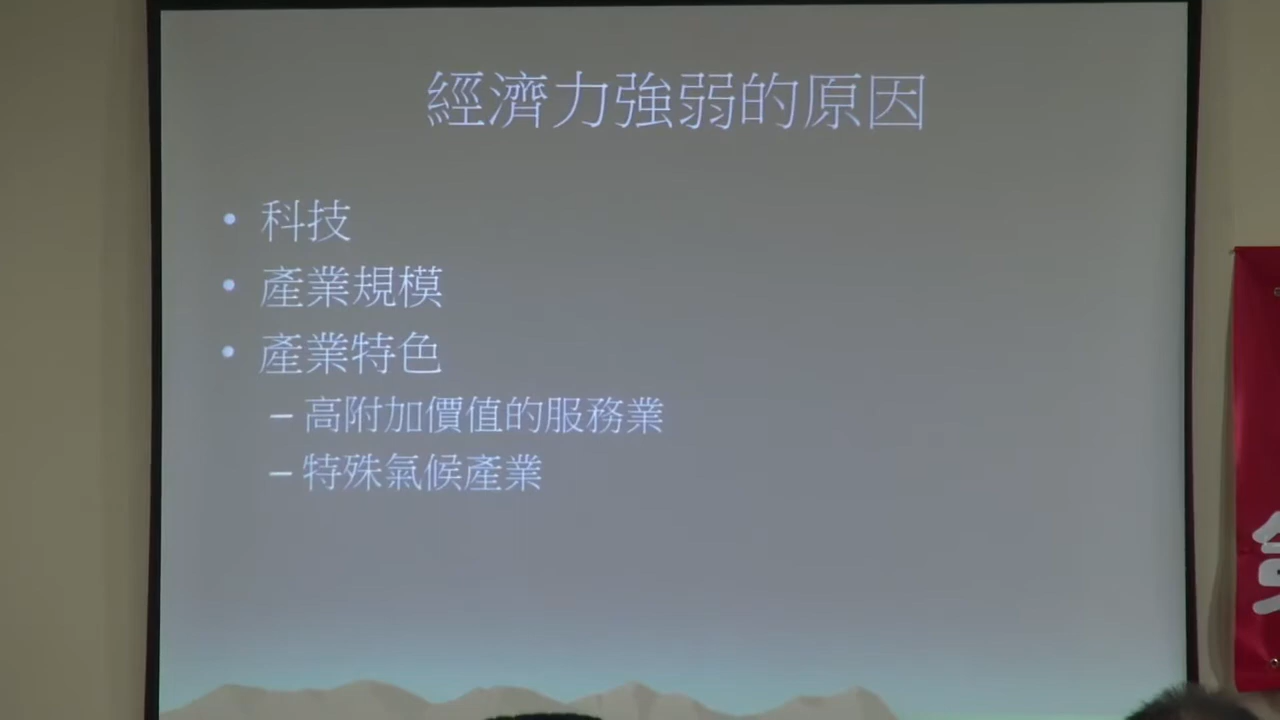 經濟力強弱的原因
• 科技
• 產業規模
• 產業特色
– 高附加價值的服務業
– 特殊氣候產業